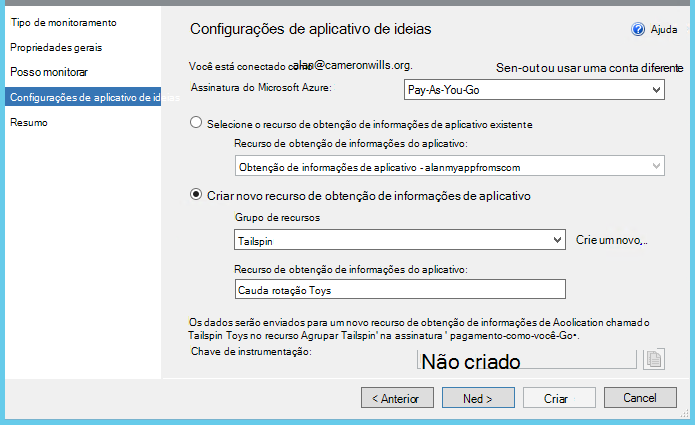 Tipo de monitoramento
Propriedades gerais
Posso monitorar
Configurações de aplicativo de ideias
Resumo
Configurações de aplicativo de ideias
Ajuda
Você está conectado como alan@cameronwills.org.
Sen-out ou usar uma conta diferente
Assinatura do Microsoft Azure:
Pay-As-You-Go
Selecione o recurso de obtenção de informações de aplicativo existente
Recurso de obtenção de informações do aplicativo:
Obtenção de informações de aplicativo - alanmyappfromscom
Criar novo recurso de obtenção de informações de aplicativo
Grupo de recursos
Tailspin
Crie um novo,..
Recurso de obtenção de informações do aplicativo:
Cauda rotação Toys
Os dados serão enviados para um novo recurso de obtenção de informações de Aoolication chamado
Tailspin Toys no recurso Agrupar Tailspin' na assinatura ' pagamento-como-você-Go•.
Chave de instrumentação:
Não criado
< Anterior
Ned >
Criar
Cancel